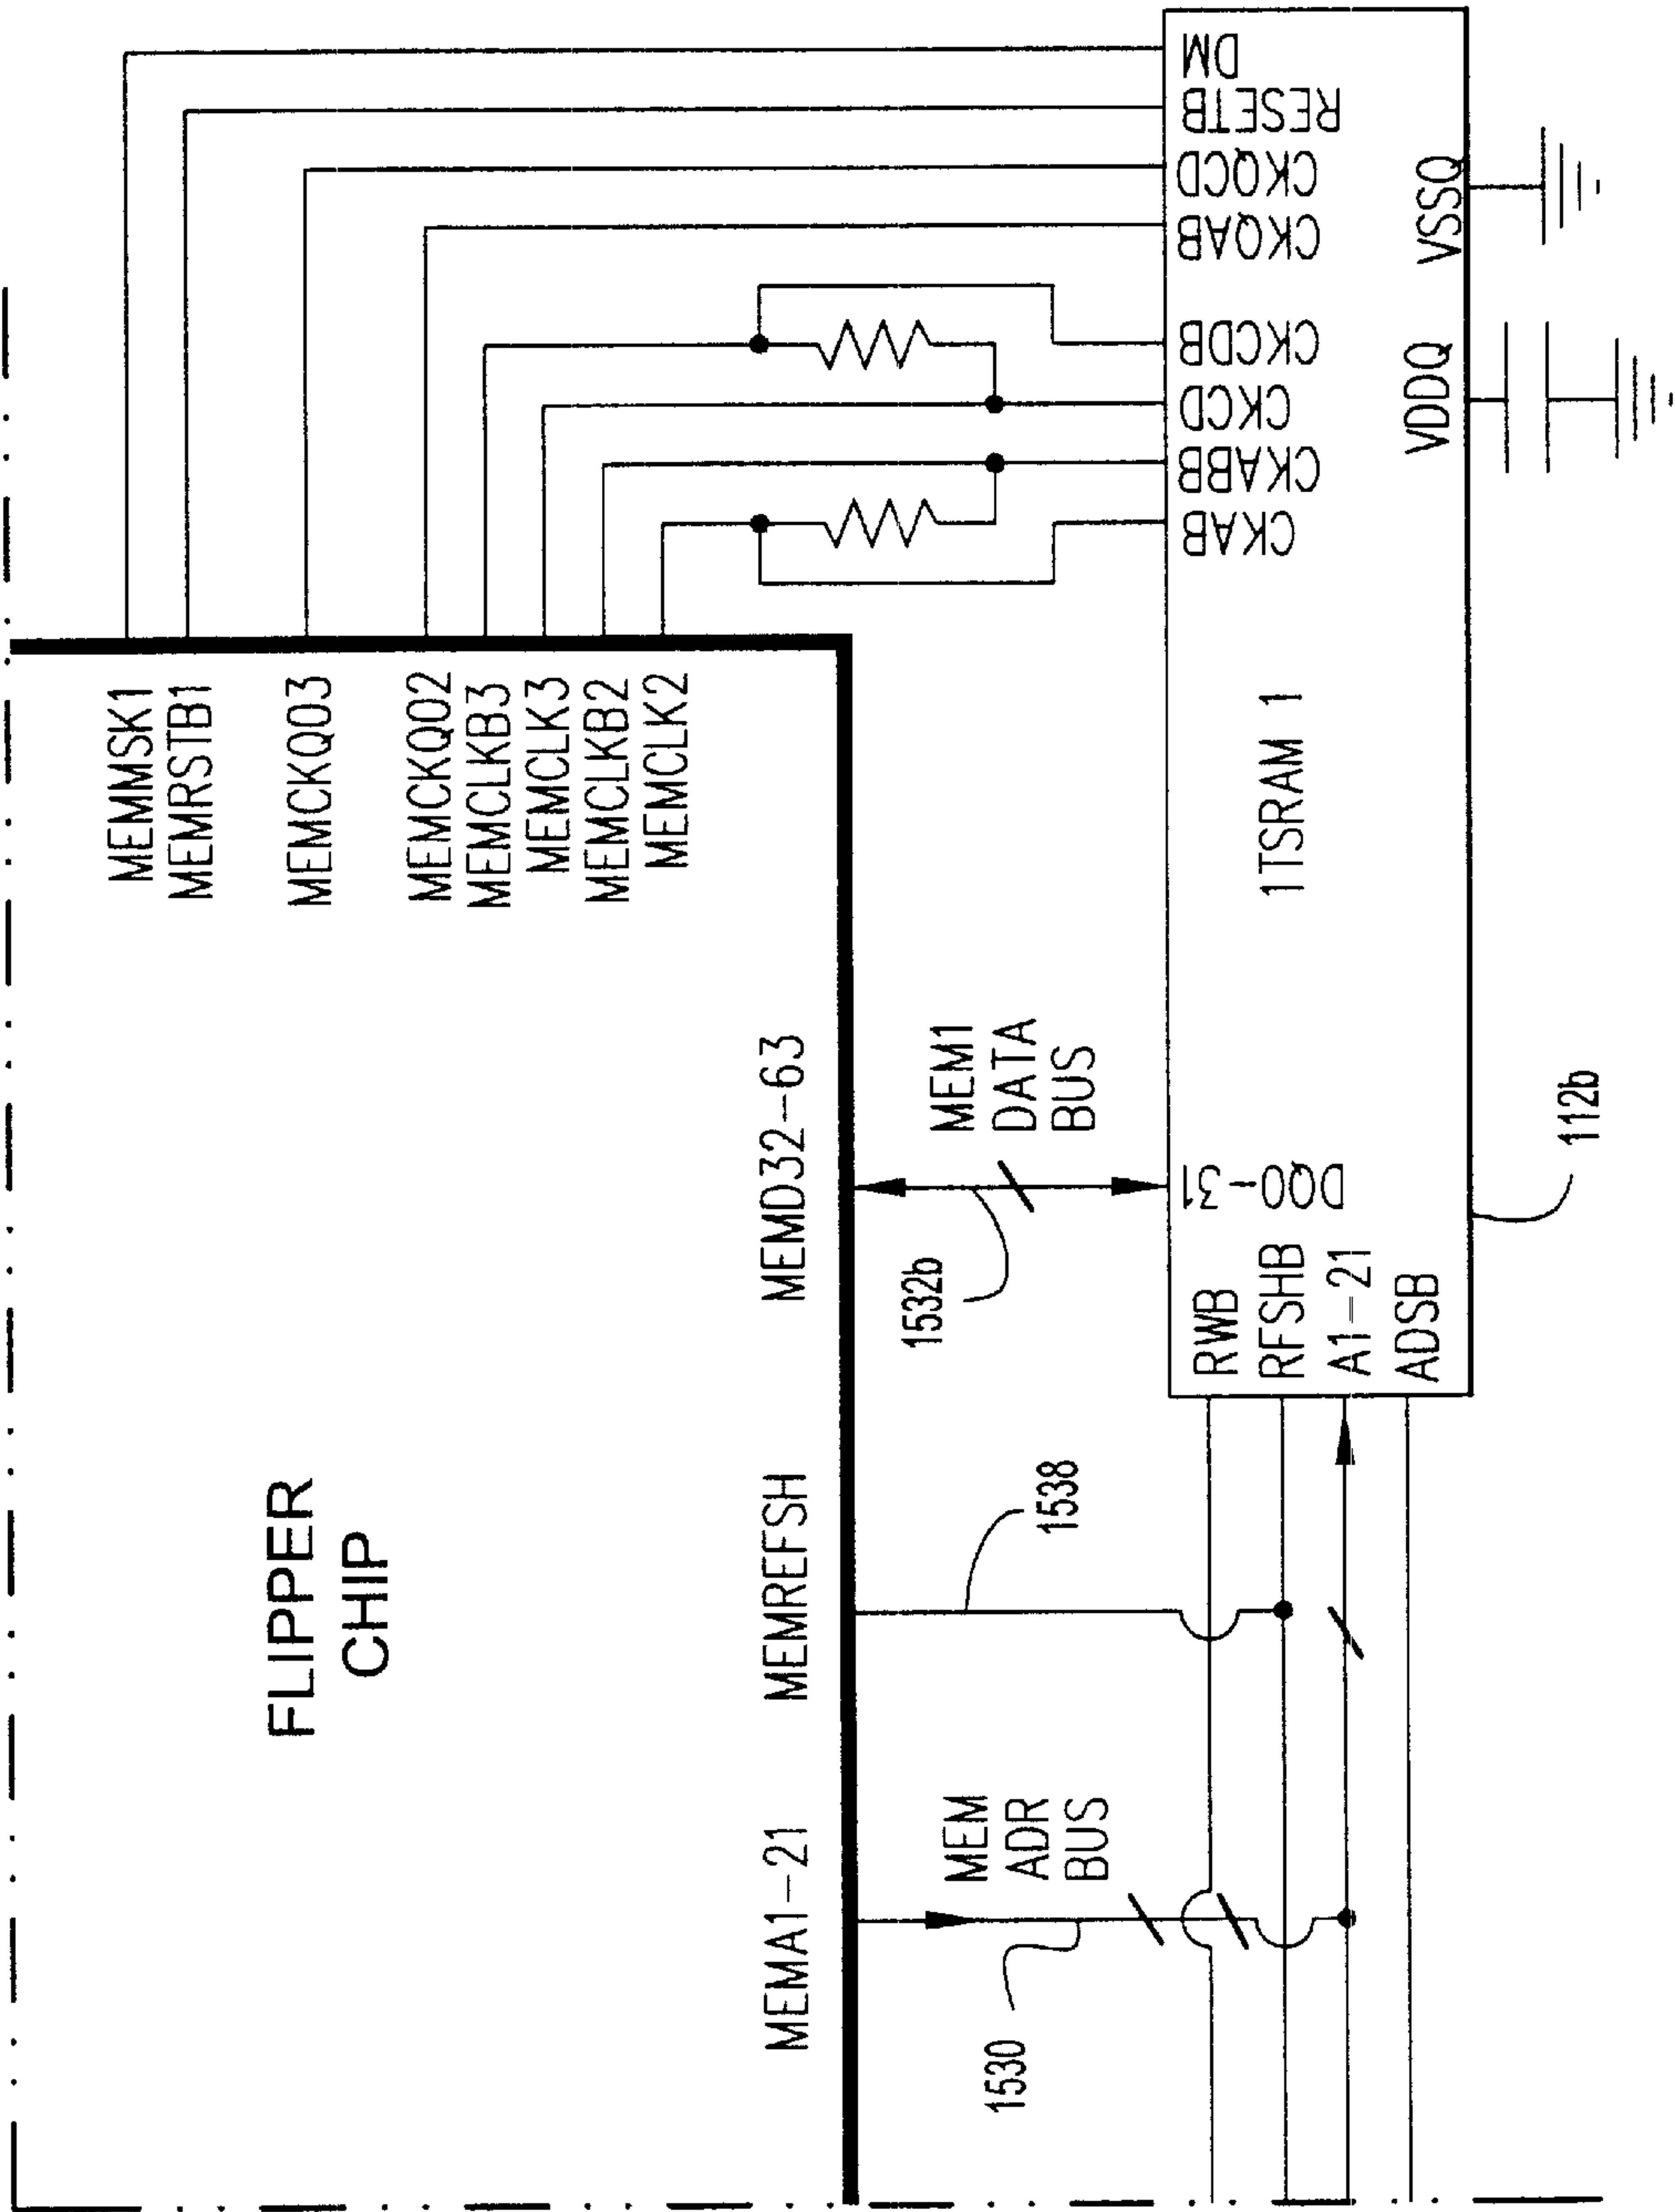 FLIPPER
CHIP
MEMMSK1
MEMRSTB1
MEMCKQO3
MEMCKQO2
MEMCLKB3
MEMCLK3
MEMCLKB2
MEMCLK2
MEMA1-21
MEMREFSH
MEMD32-63
MEM
ADR
BUS
1530
1538
1532b
MEM1
DATA
BUS
RWB
RFSHB
A1-21
ADSB
DQ0-31
1TSRAM 1
CKAB
CKABB
CKCD
CKCDB
CKQAB
CKQCD
RESETB
DM
VDDQ
VSSQ
112b